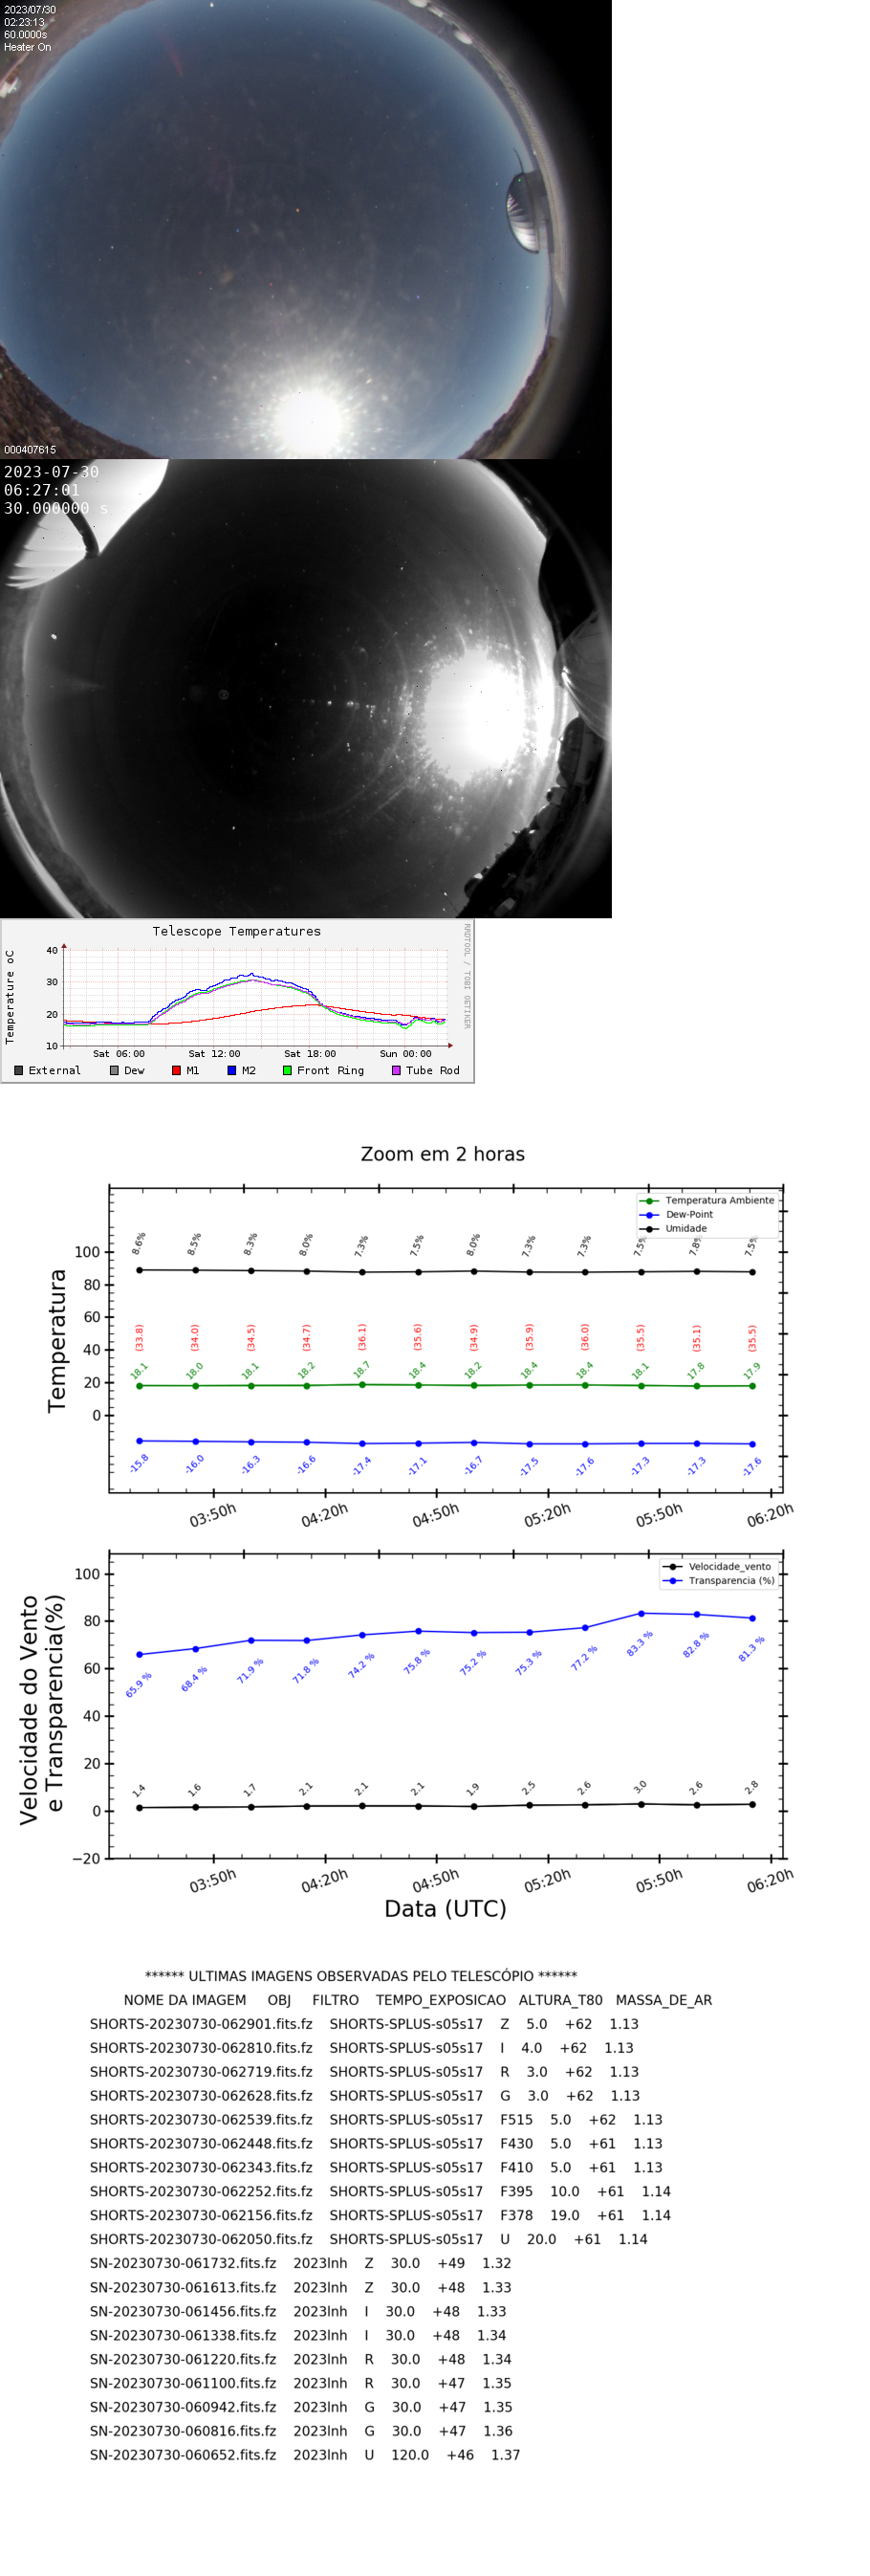 2023/07/30
02:23:13
60.0000s
Heater On
000407615
2023-07-30
06:27:01
30.000000 s
Telescope Temperatures
RRDTOOL / TOBI OETIKER
Temperature oC
40
30
20
10
Sat 06:00 Sat 12:00 Sat 18:00 Sun 00:00
External Dew M1 M2 Front Ring Tube Rod
Zoom em 2 horas
Temperatura Ambiente
Dew-Point
Umidade
Temperatura
100
80
60
40
20
0
8.6% 8.5% 8.3% 8.0% 7.3% 7.5% 8.0% 7.3% 7.3% 7.5% 7.8% 7.5%
(33.8) (34.0) (34.5) (34.7) (36.1) (35.6) (34.9) (35.9) (36.0) (35.5) (35.1) (35.5)
18.1 18.0 18.1 18.2 18.7 18.4 18.2 18.4 18.4 18.1 17.8 17.9
-15.8 -16.0 -16.3 -16.6 -17.4 -17.1 -16.7 -17.5 -17.6 -17.3 -17.3 -17.6
03:50h 04:20h 04:50h 05:20h 05:50h 06:20h
Velocidade_vento
Transparencia (%)
Velocidade do Vento
e Transparencia(%)
100
80
60
40
20
0
−20
65.9 % 68.4 % 71.9 % 71.8 % 74.2 % 75.8 % 75.2 % 75.3 % 77.2 % 83.3 % 82.8 % 81.3 %
1.4 1.6 1.7 2.1 2.1 2.1 1.9 2.5 2.6 3.0 2.6 2.8
03:50h 04:20h 04:50h 05:20h 05:50h 06:20h
Data (UTC)
****** ULTIMAS IMAGENS OBSERVADAS PELO TELESCÓPIO ******
NOME DA IMAGEM OBJ FILTRO TEMPO_EXPOSICAO ALTURA_T80 MASSA_DE_AR
SHORTS-20230730-062901.fits.fz SHORTS-SPLUS-s05s17 Z 5.0 +62 1.13
SHORTS-20230730-062810.fits.fz SHORTS-SPLUS-s05s17 I 4.0 +62 1.13
SHORTS-20230730-062719.fits.fz SHORTS-SPLUS-s05s17 R 3.0 +62 1.13
SHORTS-20230730-062628.fits.fz SHORTS-SPLUS-s05s17 G 3.0 +62 1.13
SHORTS-20230730-062539.fits.fz SHORTS-SPLUS-s05s17 F515 5.0 +62 1.13
SHORTS-20230730-062448.fits.fz SHORTS-SPLUS-s05s17 F430 5.0 +61 1.13
SHORTS-20230730-062343.fits.fz SHORTS-SPLUS-s05s17 F410 5.0 +61 1.13
SHORTS-20230730-062252.fits.fz SHORTS-SPLUS-s05s17 F395 10.0 +61 1.14
SHORTS-20230730-062156.fits.fz SHORTS-SPLUS-s05s17 F378 19.0 +61 1.14
SHORTS-20230730-062050.fits.fz SHORTS-SPLUS-s05s17 U 20.0 +61 1.14
SN-20230730-061732.fits.fz 2023lnh Z 30.0 +49 1.32
SN-20230730-061613.fits.fz 2023lnh Z 30.0 +48 1.33
SN-20230730-061456.fits.fz 2023lnh I 30.0 +48 1.33
SN-20230730-061338.fits.fz 2023lnh I 30.0 +48 1.34
SN-20230730-061220.fits.fz 2023lnh R 30.0 +48 1.34
SN-20230730-061100.fits.fz 2023lnh R 30.0 +47 1.35
SN-20230730-060942.fits.fz 2023lnh G 30.0 +47 1.35
SN-20230730-060816.fits.fz 2023lnh G 30.0 +47 1.36
SN-20230730-060652.fits.fz 2023lnh U 120.0 +46 1.37